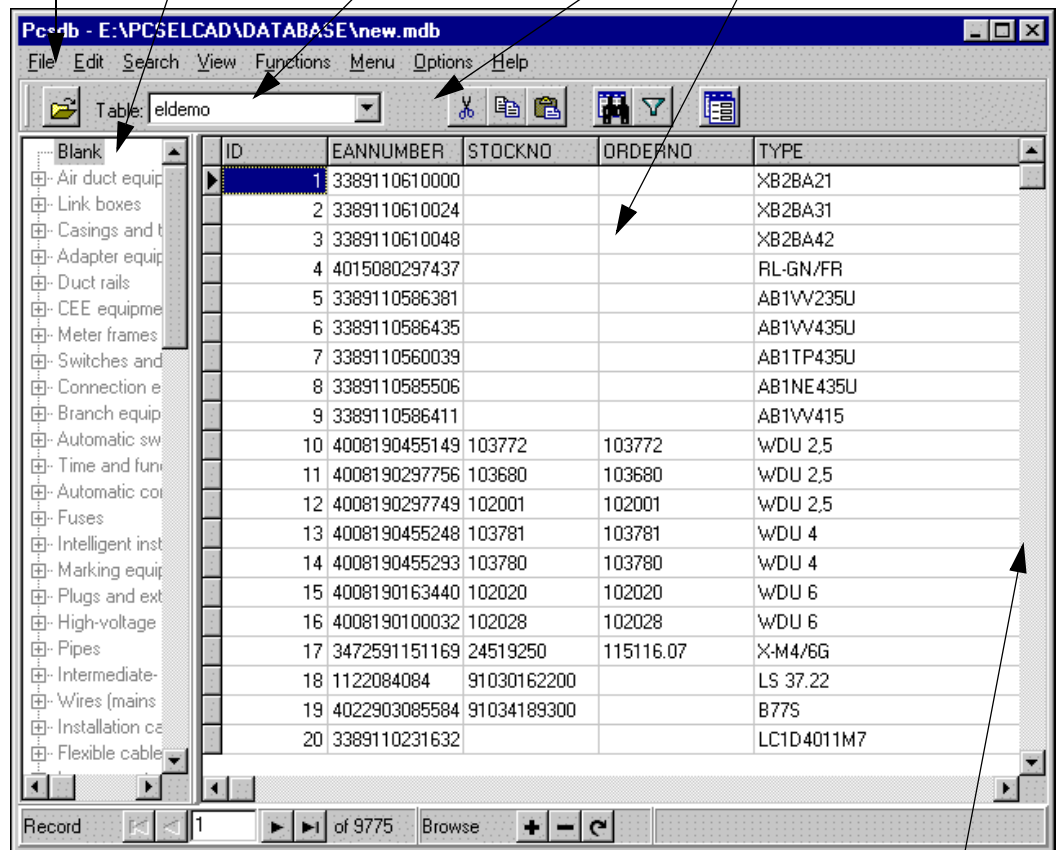 Pcsdb - E:\PCSELCAD\DATABASE\new.mdb
File Edit Search View Functions Menu Options Help
Table: eldemo
Blank
Air duct equip
Link boxes
Casings and t
Adapter equip
Duct rails
CEE equipme
Meter frames
Switches and
Connection e
Branch equip
Automatic sw
Time and fun
Automatic co
Fuses
Intelligent inst
Marking equip
Plugs and ext
High-voltage
Pipes
Intermediate-
Wires (mains
Installation ca
Flexible cable
ID EANNUMBER STOCKNO ORDERNO TYPE
1 3389110610000 XB2BA21
2 3389110610024 XB2BA31
3 3389110610048 XB2BA42
4 4015080297437 RL-GN/FR
5 3389110586381 AB1VV235U
6 3389110586435 AB1VV435U
7 3389110560039 AB1TP435U
8 3389110585506 AB1NE435U
9 3389110586411 AB1VV415
10 4008190455149 103772 103772 WDU 2,5
11 4008190297756 103680 103680 WDU 2,5
12 4008190297749 102001 102001 WDU 2,5
13 4008190455248 103781 103781 WDU 4
14 4008190455293 103780 103780 WDU 4
15 4008190163440 102020 102020 WDU 6
16 4008190100032 102028 102028 WDU 6
17 3472591151169 24519250 115116.07 X-M4/6G
18 1122084084 91030162200 LS 37.22
19 4022903085584 91034189300 B77S
20 3389110231632 LC1D4011M7
Record 1 of 9775 Browse